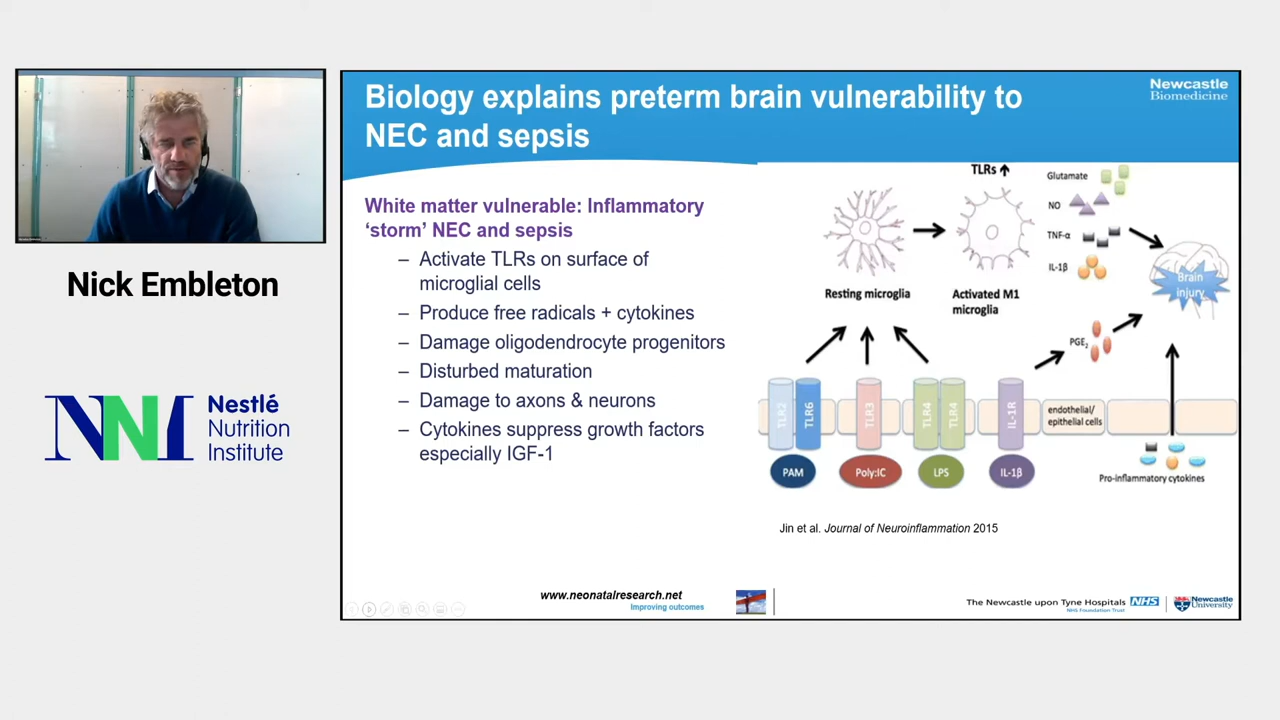 Biology explains preterm brain vulnerability to
NEC and sepsis
Newcastle
Biomedicine
Nick Embleton
NNI
Nestlé
Nutrition
Institute
White matter vulnerable: Inflammatory
‘storm’ NEC and sepsis
– Activate TLRs on surface of
microglial cells
– Produce free radicals + cytokines
– Damage oligodendrocyte progenitors
– Disturbed maturation
– Damage to axons & neurons
– Cytokines suppress growth factors
especially IGF-1
TLRs
Glutamate
NO
TNF-α
IL-1β
Brain
injury
Resting microglia
Activated M1
microglia
PGE2
TLR2
TLR6
TLR3
TLR4
TLR4
IL-1R
endothelial/
epithelial cells
PAM
Poly:IC
LPS
IL-1β
Pro-inflammatory cytokines
Jin et al. Journal of Neuroinflammation 2015
www.neonatalresearch.net
Improving outcomes
The Newcastle upon Tyne Hospitals NHS
NHS Foundation Trust
Newcastle
University